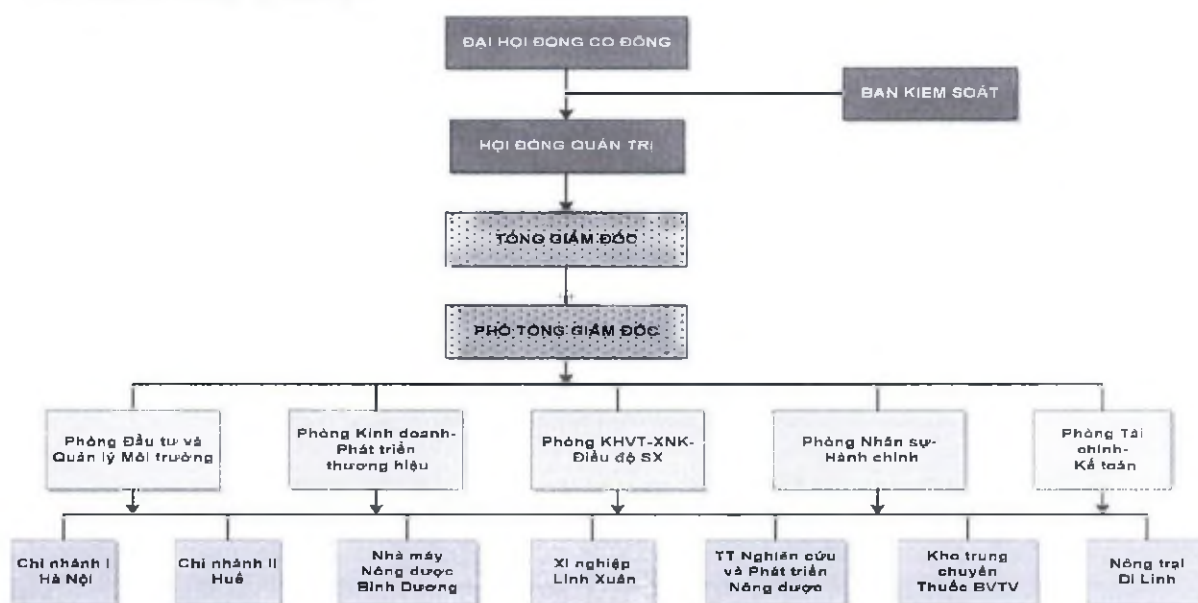 ĐẠI HỘI ĐỒNG CỔ ĐÔNG
BAN KIỂM SOÁT
HỘI ĐỒNG QUẢN TRỊ
TỔNG GIÁM ĐỐC
PHÓ TỔNG GIÁM ĐỐC
Phòng Đầu tư và
Quản lý Môi trường
Phòng Kinh doanh-
Phát triển
thương hiệu
Phòng KHVT-XNK-
Điều độ SX
Phòng Nhân sự-
Hành chính
Phòng Tài
chính-
Kế toán
Chi nhánh I
Hà Nội
Chi nhánh II
Huế
Nhà máy
Nông dược
Bình Dương
Xí nghiệp
Linh Xuân
TT Nghiên cứu
và Phát triển
Nông dược
Kho trung
chuyển
Thuốc BVTV
Nông trại
Di Linh